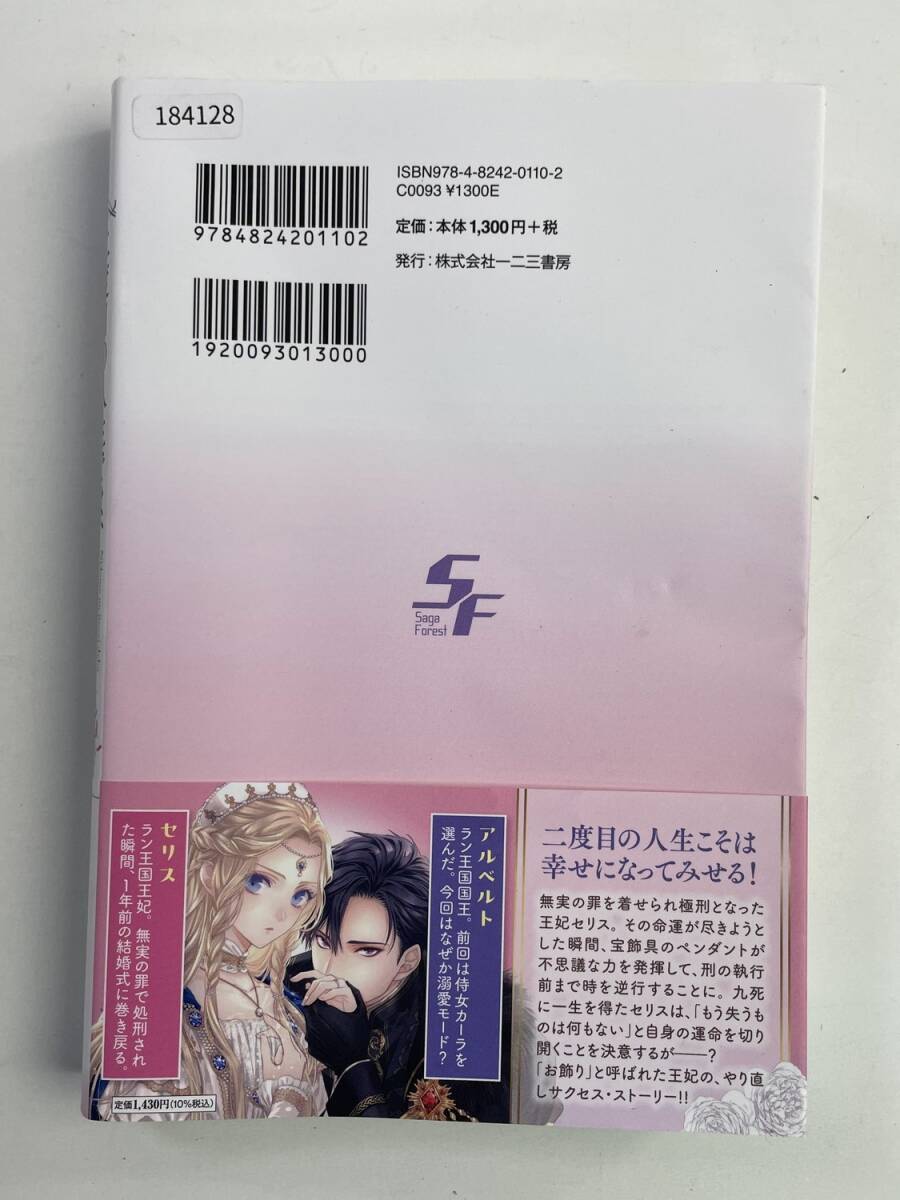 184128
ISBN978-4-8242-0110-2
C0093 ¥1300E
定価:本体1,300円+税
発行:株式会社一二三書房
9784824201102
1920093013000
SF
Saga
Forest
二度目の人生こそは
幸せになってみせる!
無実の罪を着せられ極刑となった
王妃セリス。その命運が尽きようと
した瞬間、宝飾具のペンダントが
不思議な力を発揮して、刑の執行
前まで時を逆行することに。九死
に一生を得たセリスは、「もう失うも
のは何もない」と自身の運命を切り
開くことを決意するが――?
「お飾り」と呼ばれた王妃の、やり直
しサクセス・ストーリー!!
アルベルト
ラン王国国王。前回は侍女カーラを
選んだ。今回はなぜか溺愛モード?
セリス
ラン王国王妃。無実の罪で処刑され
た瞬間、1年前の結婚式に巻き戻る。
定価1,430円(10%税込)